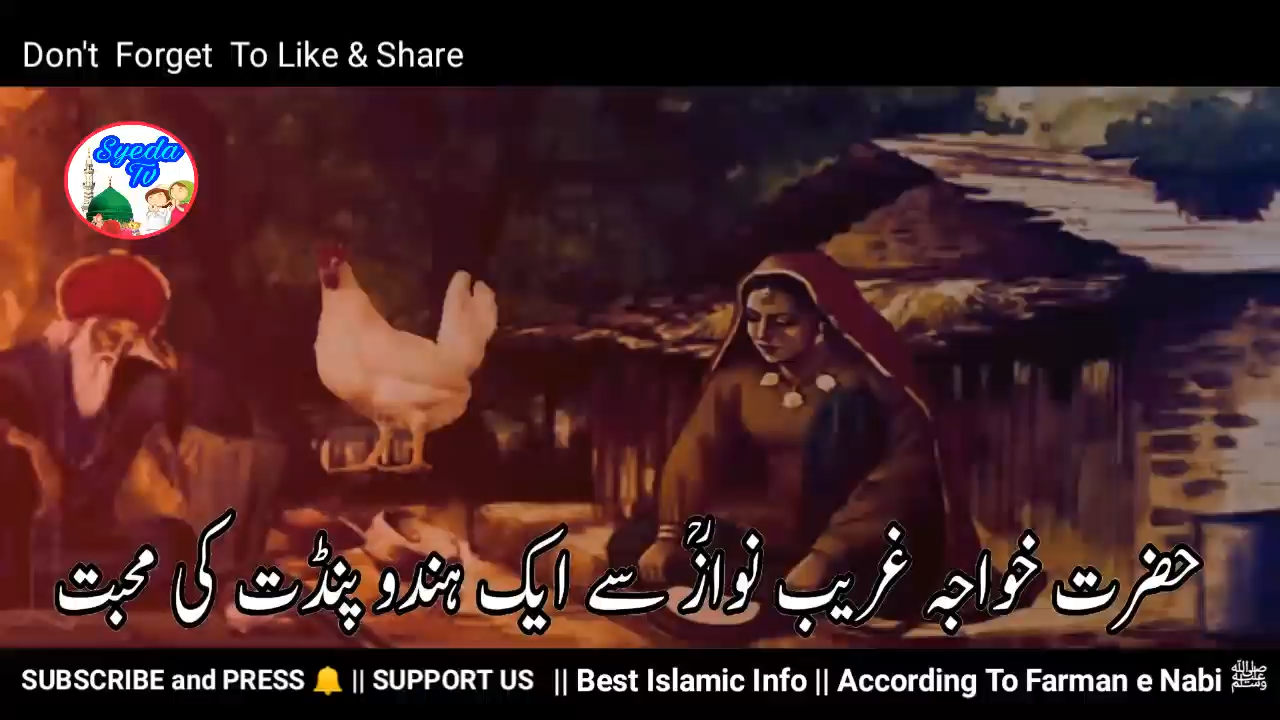 Don't Forget To Like & Share
Syeda
Tv
حضرت خواجہ غریب نوازؒ سے ایک ہندو پنڈت کی محبت
SUBSCRIBE and PRESS 🔔 || SUPPORT US || Best Islamic Info || According To Farman e Nabi ﷺ